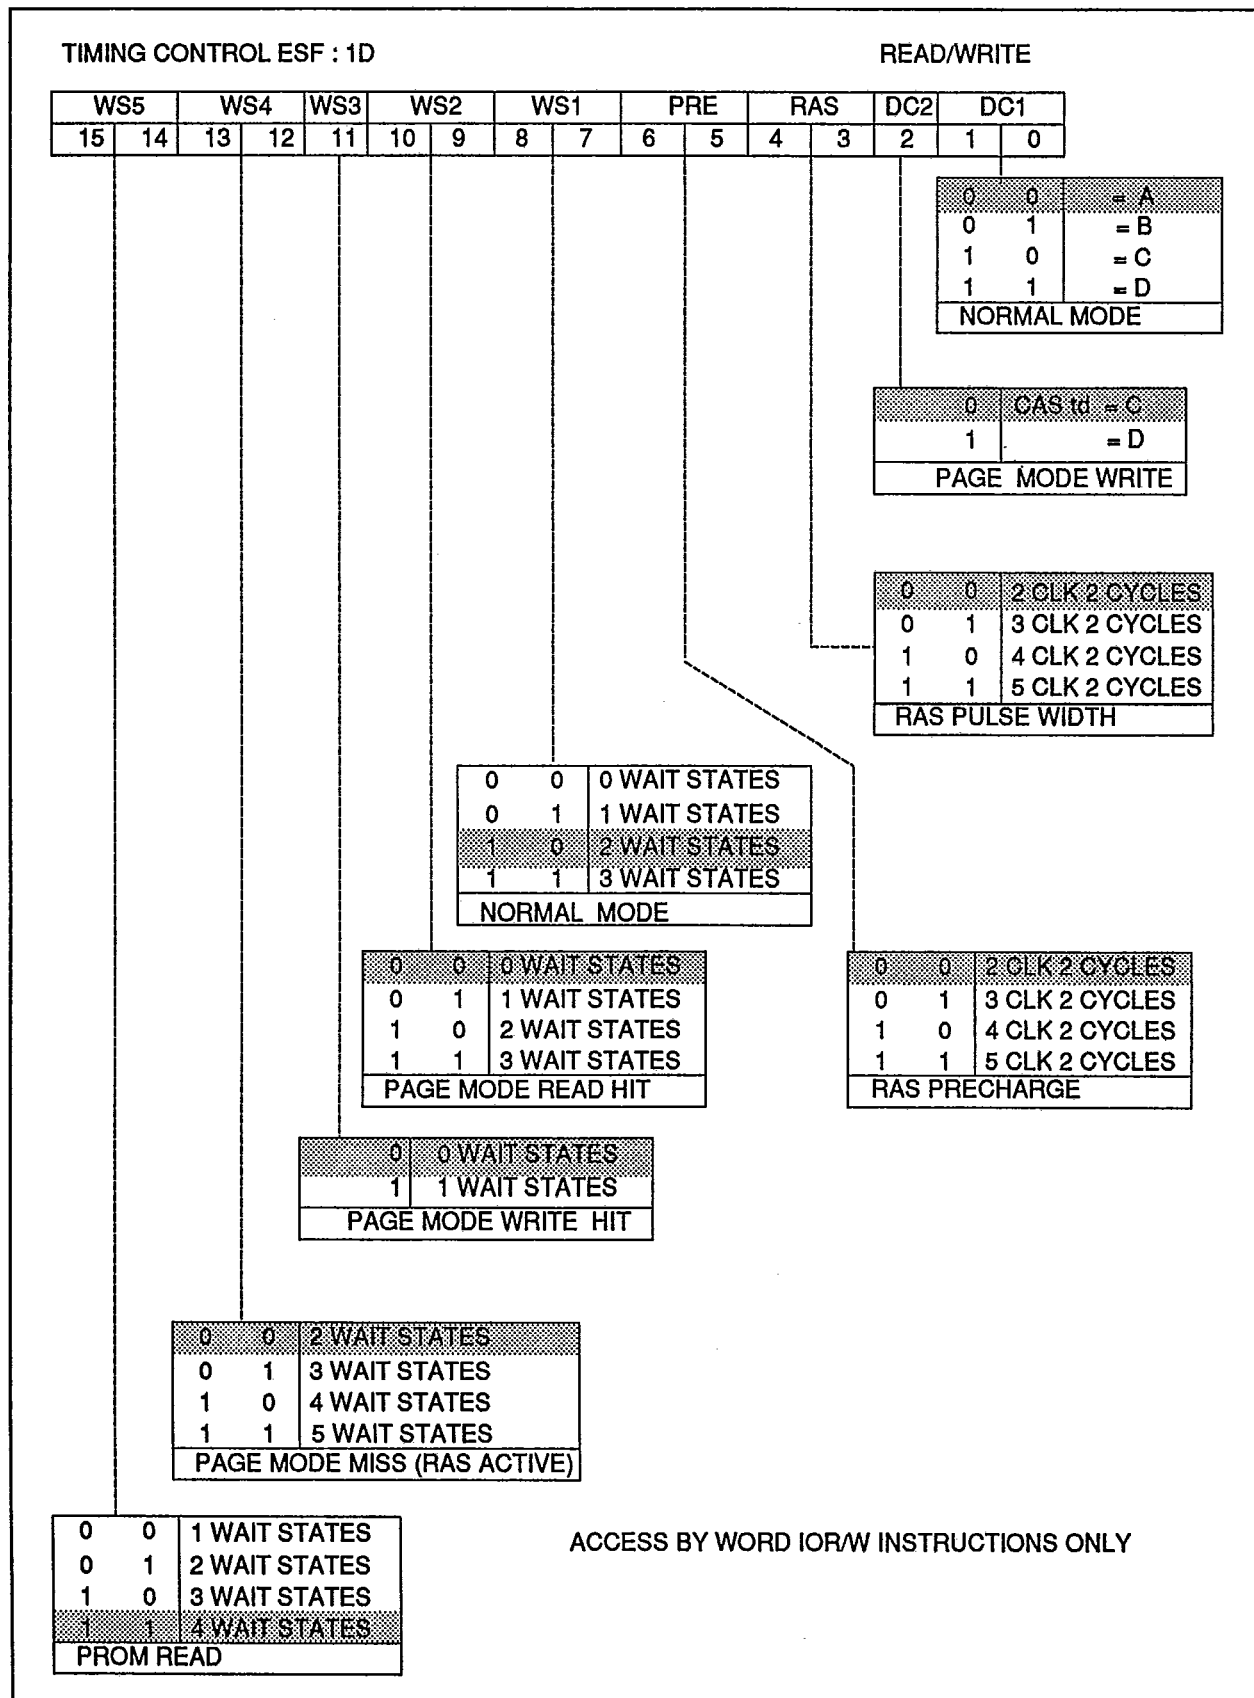 TIMING CONTROL ESF : 1D READ/WRITE
WS5 WS4 WS3 WS2 WS1 PRE RAS DC2 DC1
15 14 13 12 11 10 9 8 7 6 5 4 3 2 1 0
0 0 = A
0 1 = B
1 0 = C
1 1 = D
NORMAL MODE
0 CAS td = C
1 = D
PAGE MODE WRITE
0 0 2 CLK 2 CYCLES
0 1 3 CLK 2 CYCLES
1 0 4 CLK 2 CYCLES
1 1 5 CLK 2 CYCLES
RAS PULSE WIDTH
0 0 0 WAIT STATES
0 1 1 WAIT STATES
1 0 2 WAIT STATES
1 1 3 WAIT STATES
NORMAL MODE
0 0 0 WAIT STATES
0 1 1 WAIT STATES
1 0 2 WAIT STATES
1 1 3 WAIT STATES
PAGE MODE READ HIT
0 0 2 CLK 2 CYCLES
0 1 3 CLK 2 CYCLES
1 0 4 CLK 2 CYCLES
1 1 5 CLK 2 CYCLES
RAS PRECHARGE
0 0 WAIT STATES
1 1 WAIT STATES
PAGE MODE WRITE HIT
0 0 2 WAIT STATES
0 1 3 WAIT STATES
1 0 4 WAIT STATES
1 1 5 WAIT STATES
PAGE MODE MISS (RAS ACTIVE)
0 0 1 WAIT STATES
0 1 2 WAIT STATES
1 0 3 WAIT STATES
1 1 4 WAIT STATES
PROM READ
ACCESS BY WORD IOR/W INSTRUCTIONS ONLY